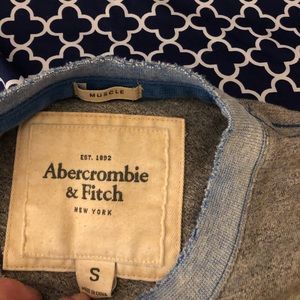 MUSCLE
EST. 1892
Abercrombie
& Fitch
NEW YORK
S